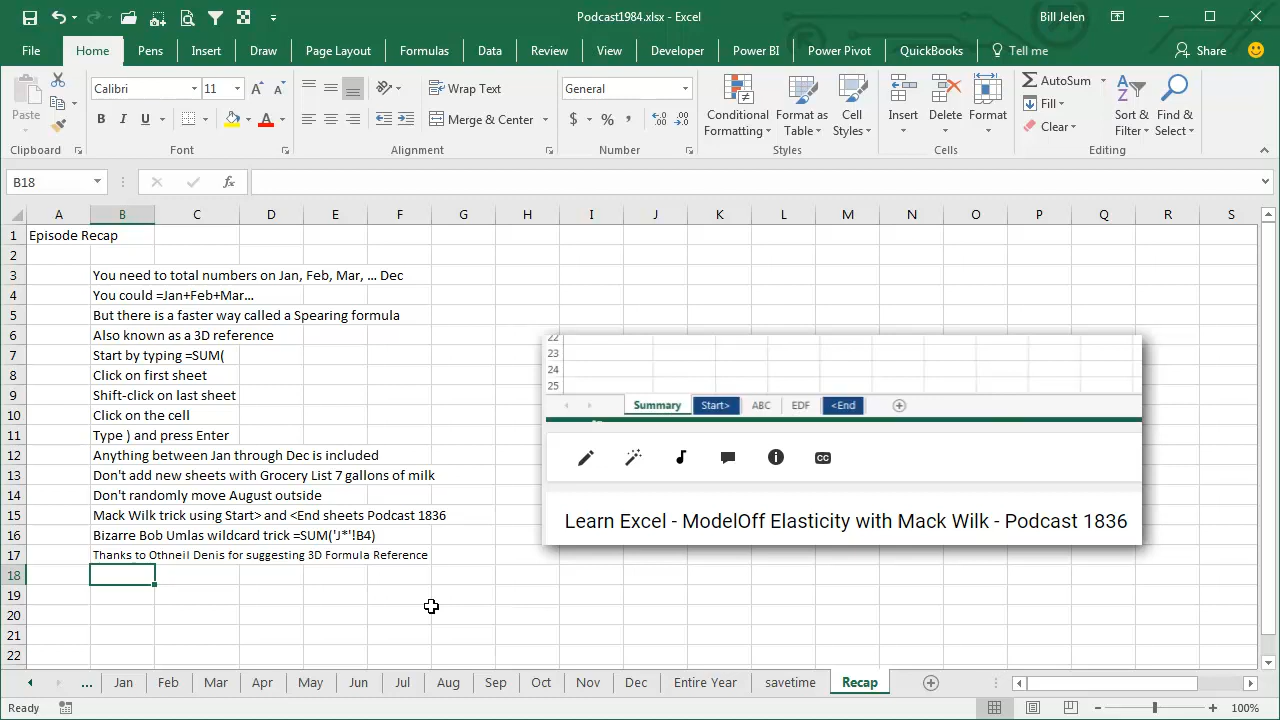 Podcast1984.xlsx - Excel
Bill Jelen
File Home Pens Insert Draw Page Layout Formulas Data Review View Developer Power BI Power Pivot QuickBooks Tell me Share
Paste
Calibri 11
B I U
Wrap Text
Merge & Center
General
$ % ,
Conditional Formatting
Format as Table
Cell Styles
Insert Delete Format
AutoSum
Fill
Clear
Sort & Filter
Find & Select
Clipboard Font Alignment Number Styles Cells Editing
B18
fx
A B C D E F G H I J K L M N O P Q R S
1 Episode Recap
2
3 You need to total numbers on Jan, Feb, Mar, ... Dec
4 You could =Jan+Feb+Mar...
5 But there is a faster way called a Spearing formula
6 Also known as a 3D reference
7 Start by typing =SUM(
8 Click on first sheet
9 Shift-click on last sheet
10 Click on the cell
11 Type ) and press Enter
12 Anything between Jan through Dec is included
13 Don't add new sheets with Grocery List 7 gallons of milk
14 Don't randomly move August outside
15 Mack Wilk trick using Start> and <End sheets Podcast 1836
16 Bizarre Bob Umlas wildcard trick =SUM('J*'!B4)
17 Thanks to Othneil Denis for suggesting 3D Formula Reference
18
19
20
21
22
22
23
24
25
Summary Start> ABC EDF <End
CC
Learn Excel - ModelOff Elasticity with Mack Wilk - Podcast 1836
... Jan Feb Mar Apr May Jun Jul Aug Sep Oct Nov Dec Entire Year savetime Recap
Ready
100%